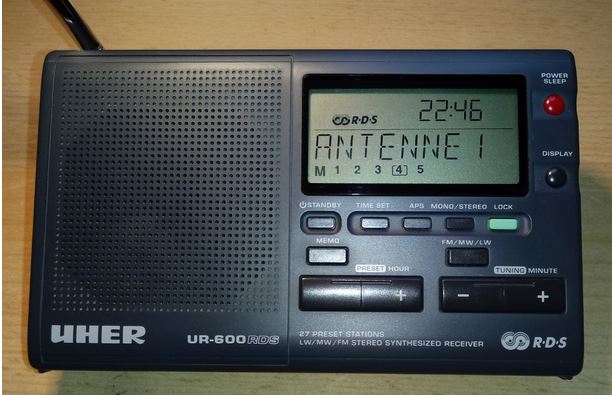 POWER
SLEEP
22:46
R·D·S
DISPLAY
ANTENNE 1
M 1 2 3 4 5
STANDBY TIME SET APS MONO/STEREO LOCK
MEMO FM/MW/LW
PRESET HOUR TUNING MINUTE
+ − +
UHER UR-600 RDS
27 PRESET STATIONS
LW/MW/FM STEREO SYNTHESIZED RECEIVER
R·D·S